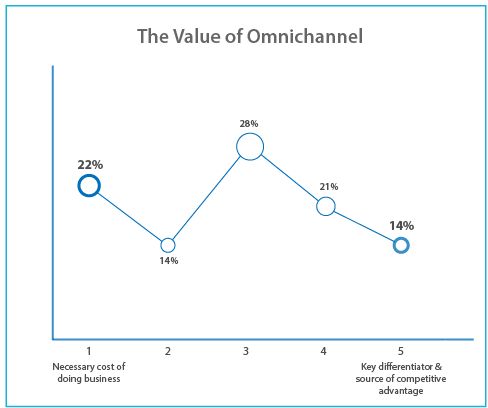 The Value of Omnichannel
28%
22%
21%
14%
14%
1 2 3 4 5
Necessary cost of
doing business
Key differentiator &
source of competitive
advantage